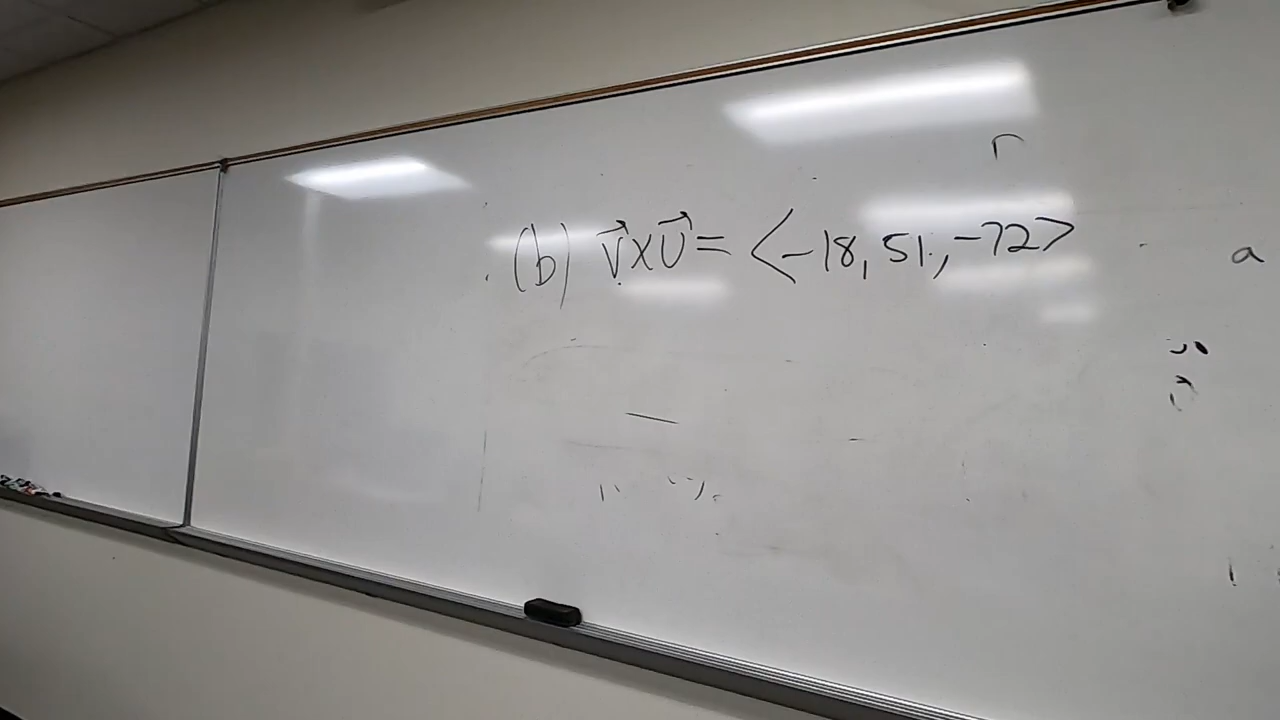 (b) v⃗×u⃗ = <-18, 51, -72>
a